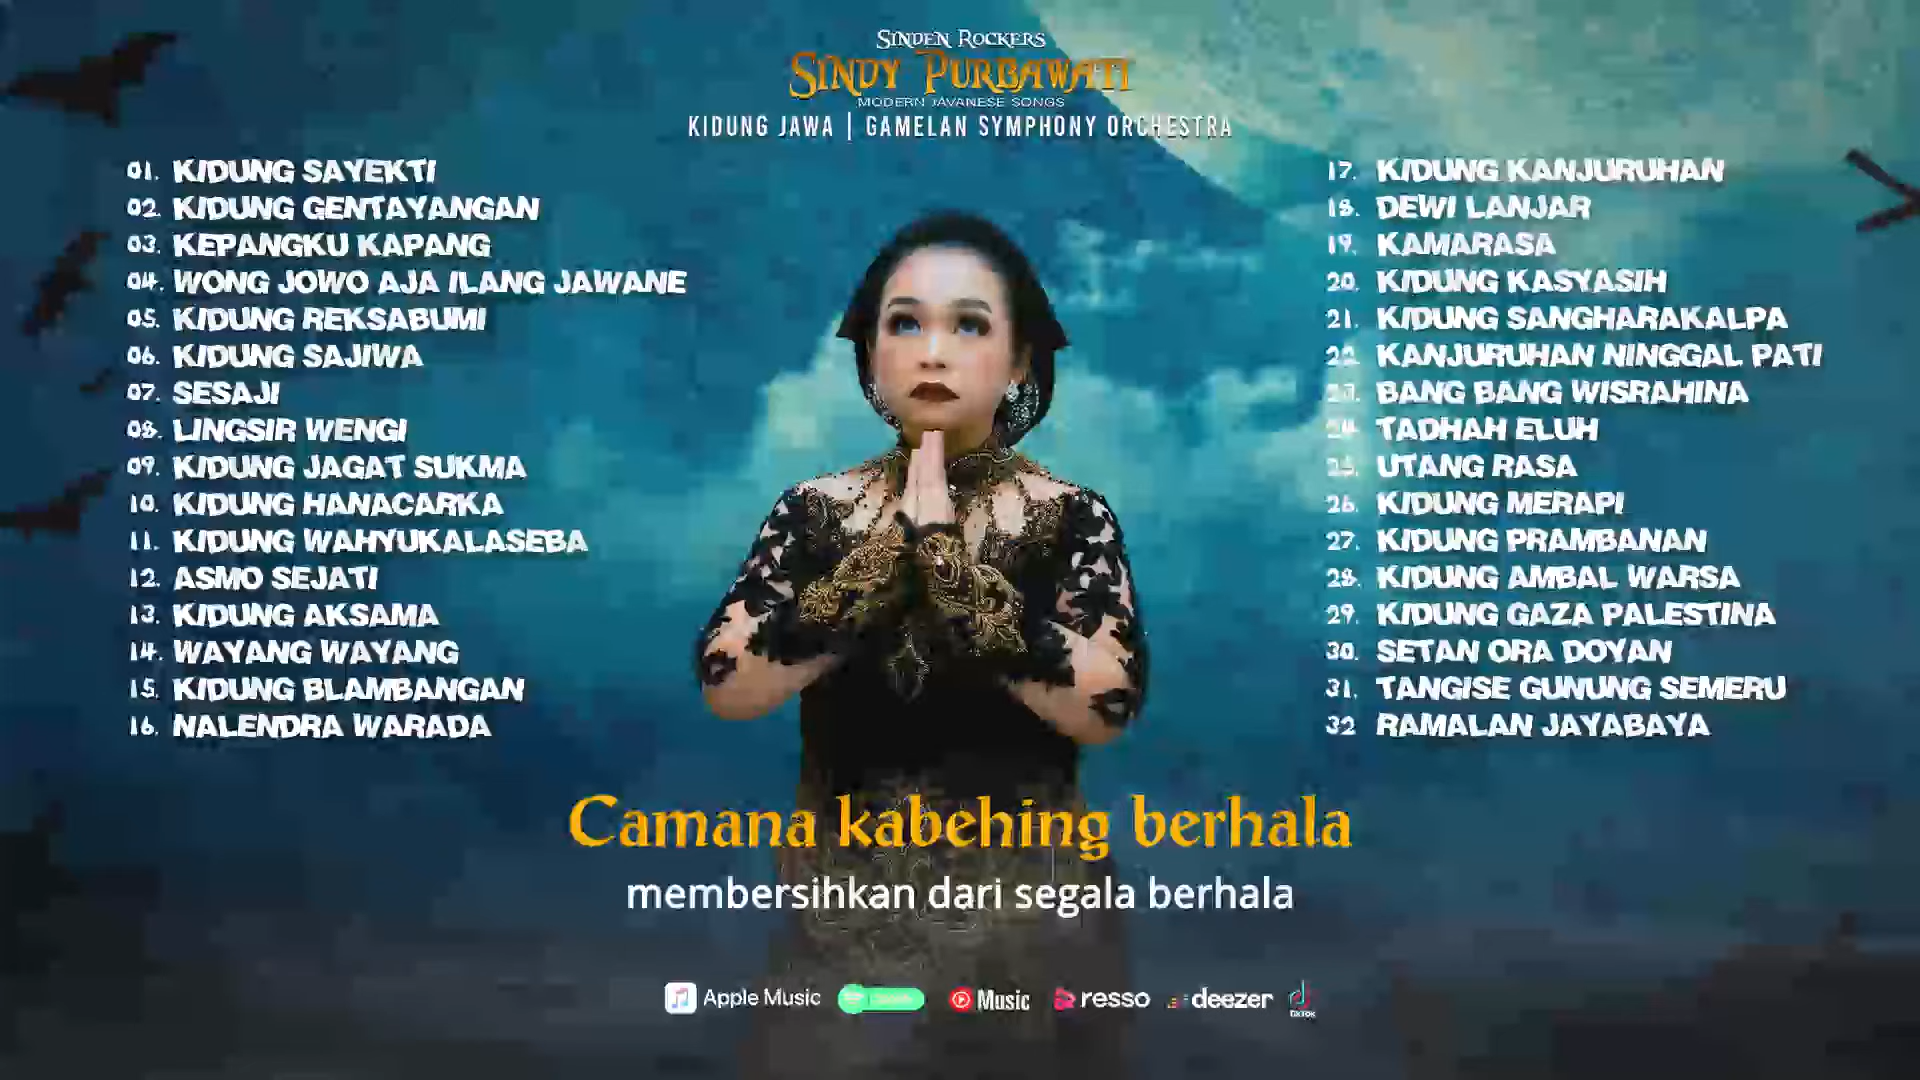 SINDEN ROCKERS
SINDY PURBAWATI
MODERN JAVANESE SONGS
KIDUNG JAWA | GAMELAN SYMPHONY ORCHESTRA
01. KIDUNG SAYEKTI
02. KIDUNG GENTAYANGAN
03. KEPANGKU KAPANG
04. WONG JOWO AJA ILANG JAWANE
05. KIDUNG REKSABUMI
06. KIDUNG SAJIWA
07. SESAJI
08. LINGSIR WENGI
09. KIDUNG JAGAT SUKMA
10. KIDUNG HANACARKA
11. KIDUNG WAHYUKALASEBA
12. ASMO SEJATI
13. KIDUNG AKSAMA
14. WAYANG WAYANG
15. KIDUNG BLAMBANGAN
16. NALENDRA WARADA
17. KIDUNG KANJURUHAN
18. DEWI LANJAR
19. KAMARASA
20. KIDUNG KASYASIH
21. KIDUNG SANGHARAKALPA
22. KANJURUHAN NINGGAL PATI
23. BANG BANG WISRAHINA
24. TADHAH ELUH
25. UTANG RASA
26. KIDUNG MERAPI
27. KIDUNG PRAMBANAN
28. KIDUNG AMBAL WARSA
29. KIDUNG GAZA PALESTINA
30. SETAN ORA DOYAN
31. TANGISE GUNUNG SEMERU
32 RAMALAN JAYABAYA
Camana kabehing berhala
membersihkan dari segala berhala
Apple Music
Music
resso
deezer
TikTok